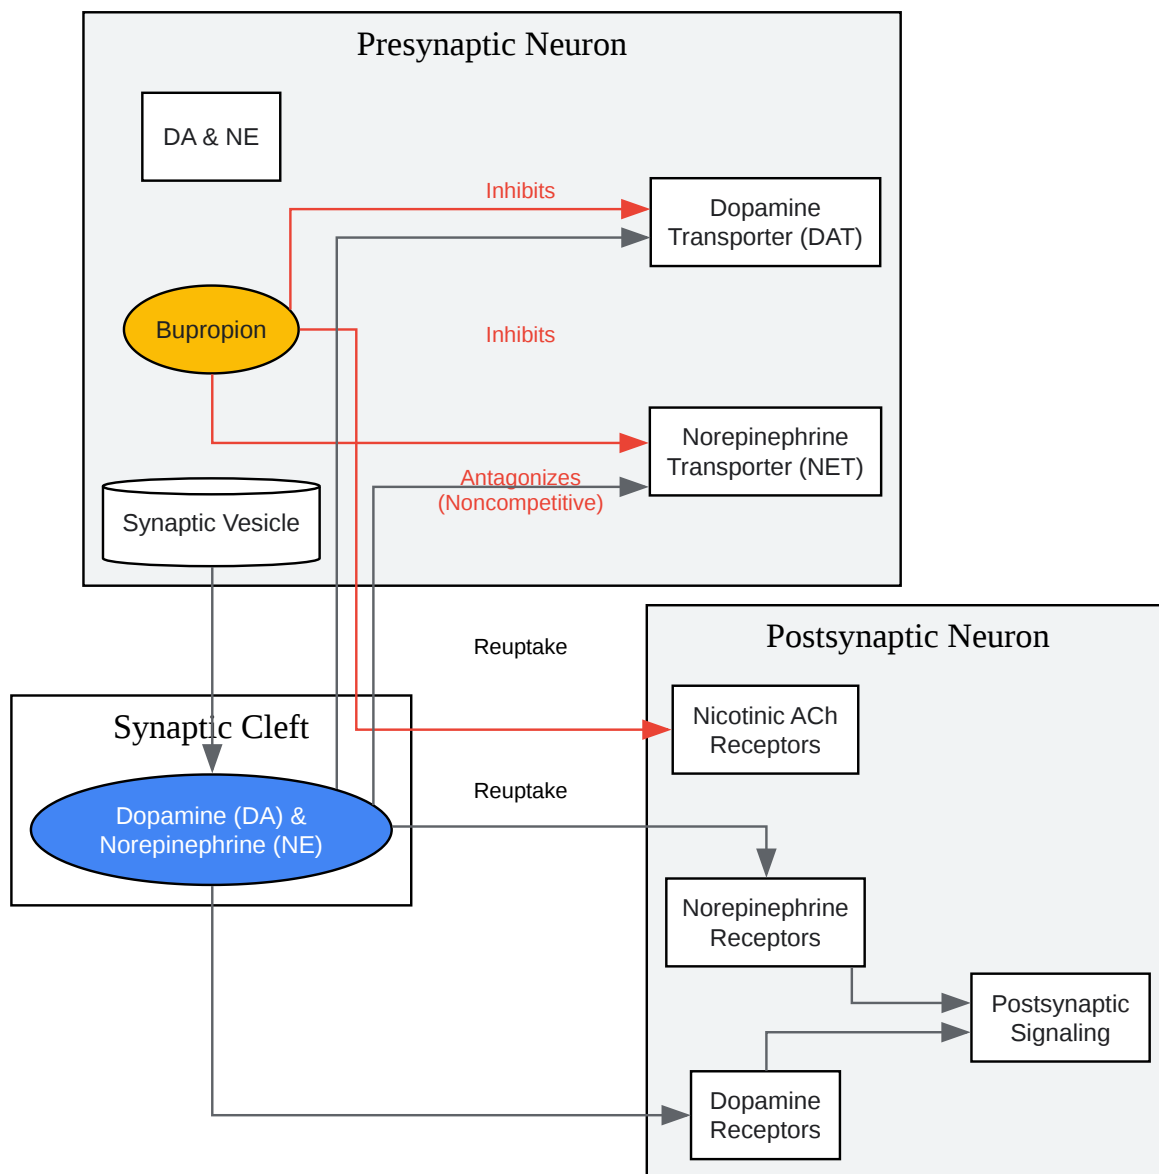 Presynaptic Neuron
DA & NE
Inhibits
Dopamine
Transporter (DAT)
Bupropion
Inhibits
Norepinephrine
Transporter (NET)
Antagonizes
(Noncompetitive)
Synaptic Vesicle
Reuptake
Postsynaptic Neuron
Synaptic Cleft
Nicotinic ACh
Receptors
Reuptake
Dopamine (DA) &
Norepinephrine (NE)
Norepinephrine
Receptors
Postsynaptic
Signaling
Dopamine
Receptors